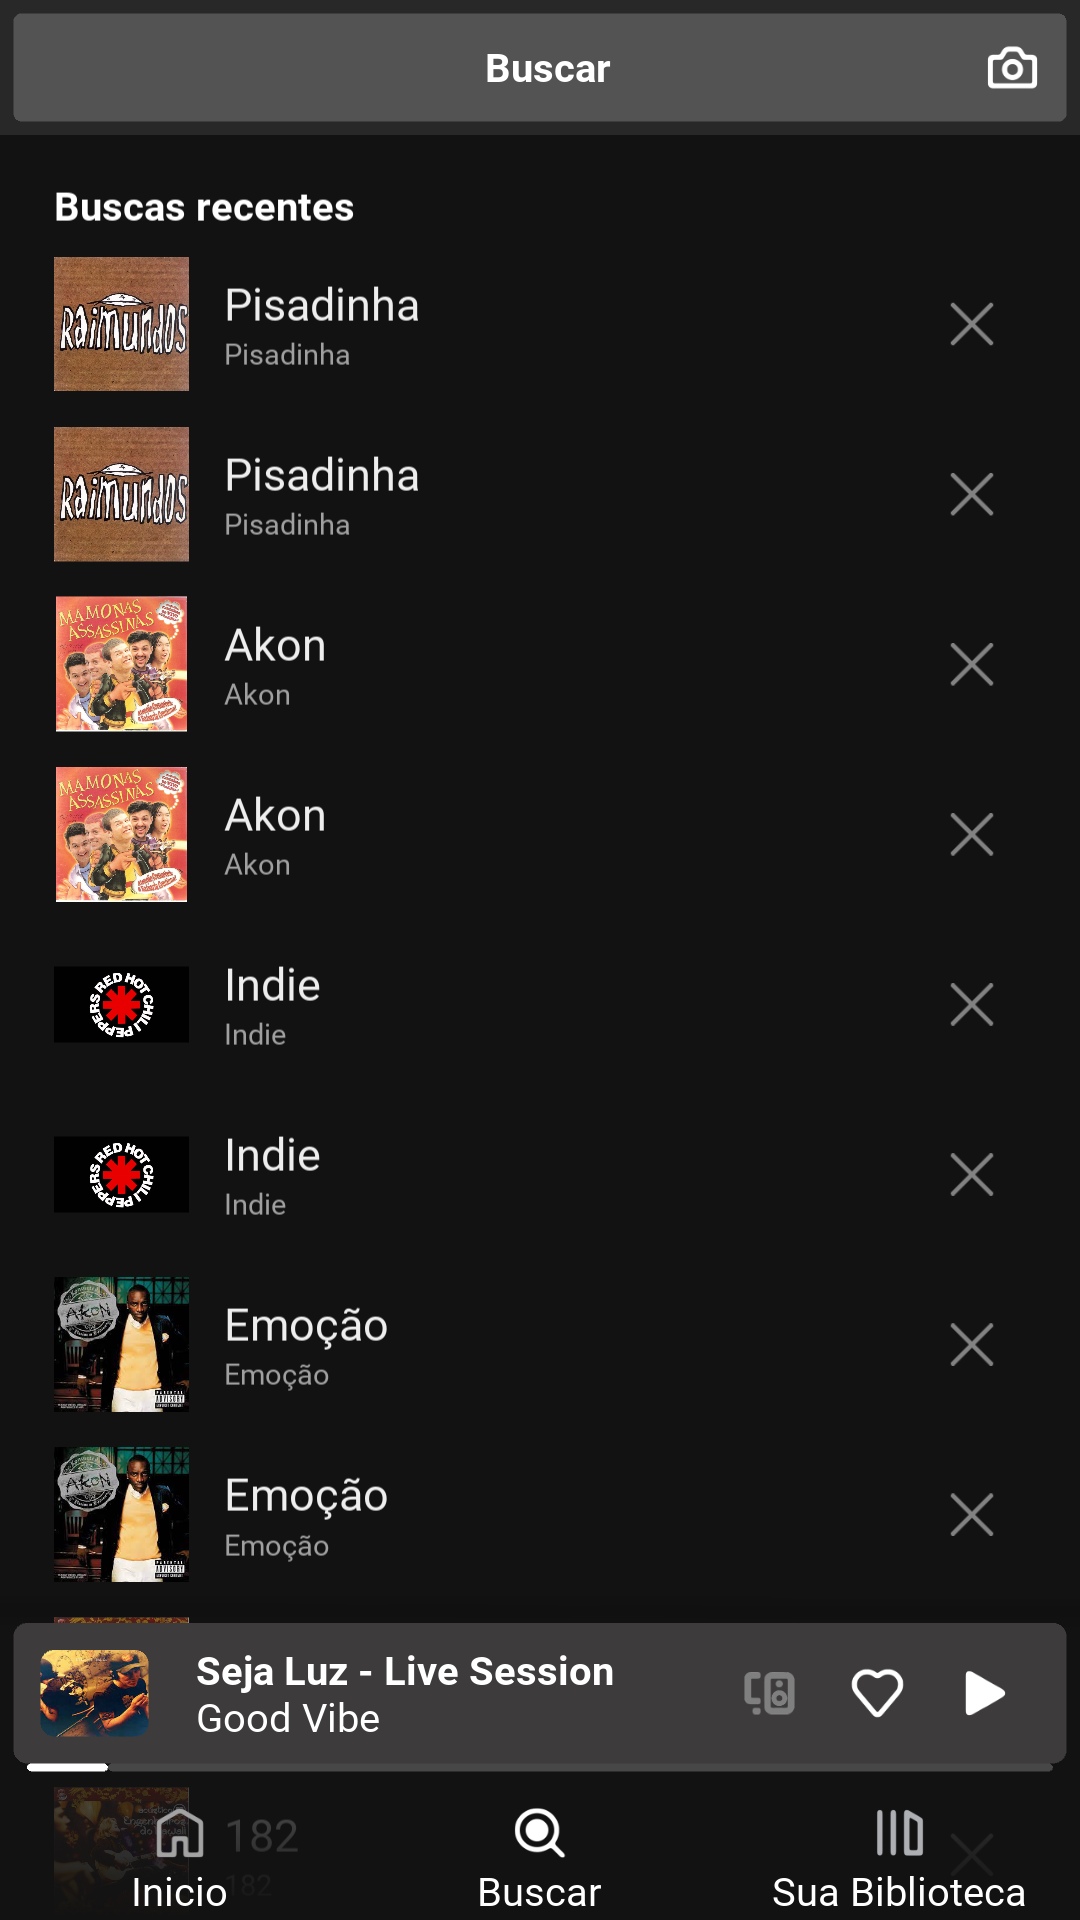 Buscar
Buscas recentes
RAIMUNDOS
Pisadinha
Pisadinha
RAIMUNDOS
Pisadinha
Pisadinha
MAMONAS
ASSASSINAS
Akon
Akon
MAMONAS
ASSASSINAS
Akon
Akon
RED HOT CHILI PEPPERS
Indie
Indie
RED HOT CHILI PEPPERS
Indie
Indie
AKON
Emoção
Emoção
AKON
Emoção
Emoção
Seja Luz - Live Session
Good Vibe
182
182
Inicio
Buscar
Sua Biblioteca